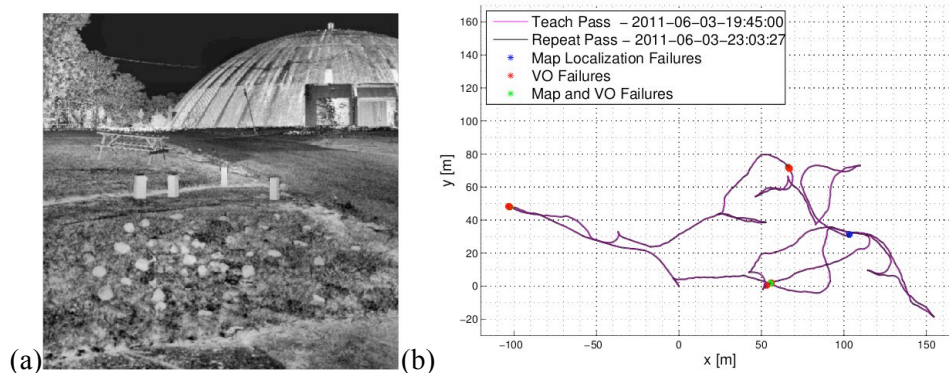 (a)
(b)
Teach Pass − 2011−06−03−19:45:00
Repeat Pass − 2011−06−03−23:03:27
Map Localization Failures
VO Failures
Map and VO Failures
y [m]
160
140
120
100
80
60
40
20
0
−20
−100 −50 0 50 100 150
x [m]